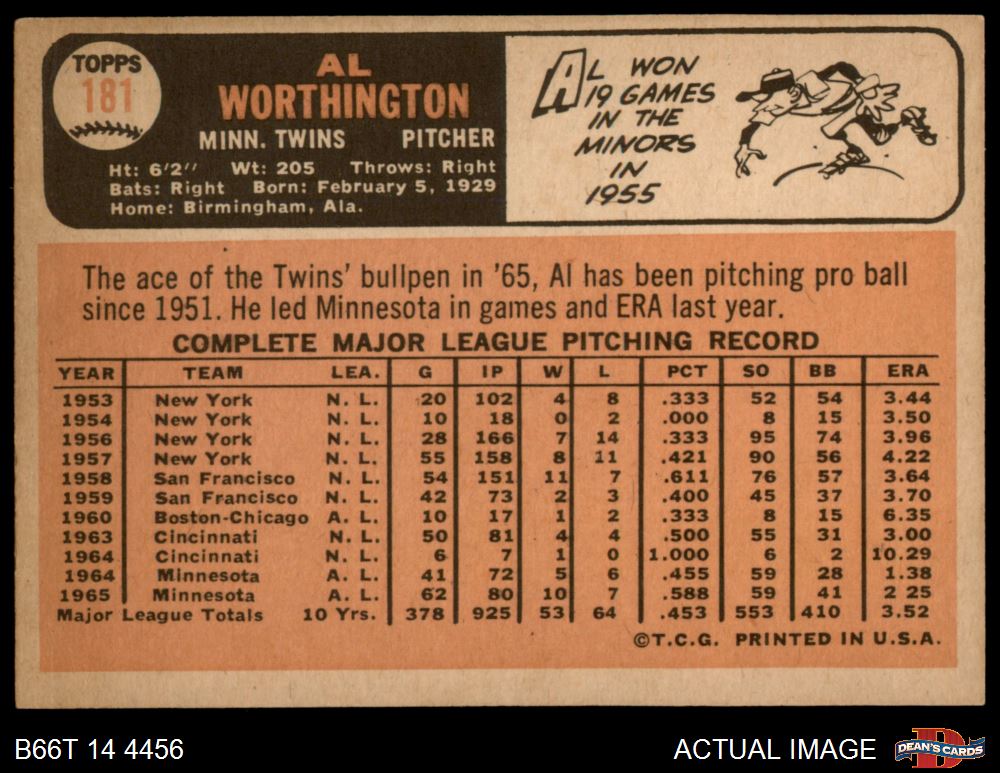 TOPPS
181
AL
WORTHINGTON
MINN. TWINS PITCHER
Ht: 6'2" Wt: 205 Throws: Right
Bats: Right Born: February 5, 1929
Home: Birmingham, Ala.
AL WON
19 GAMES
IN THE
MINORS
IN
1955
The ace of the Twins' bullpen in '65, Al has been pitching pro ball
since 1951. He led Minnesota in games and ERA last year.
COMPLETE MAJOR LEAGUE PITCHING RECORD
YEAR TEAM LEA. G IP W L PCT SO BB ERA
1953 New York N. L. 20 102 4 8 .333 52 54 3.44
1954 New York N. L. 10 18 0 2 .000 8 15 3.50
1956 New York N. L. 28 166 7 14 .333 95 74 3.96
1957 New York N. L. 55 158 8 11 .421 90 56 4.22
1958 San Francisco N. L. 54 151 11 7 .611 76 57 3.64
1959 San Francisco N. L. 42 73 2 3 .400 45 37 3.70
1960 Boston-Chicago A. L. 10 17 1 2 .333 8 15 6.35
1963 Cincinnati N. L. 50 81 4 4 .500 55 31 3.00
1964 Cincinnati N. L. 6 7 1 0 1.000 6 2 10.29
1964 Minnesota A. L. 41 72 5 6 .455 59 28 1.38
1965 Minnesota A. L. 62 80 10 7 .588 59 41 2 25
Major League Totals 10 Yrs. 378 925 53 64 .453 553 410 3.52
©T.C.G. PRINTED IN U.S.A.
B66T 14 4456 ACTUAL IMAGE DEAN'S CARDS